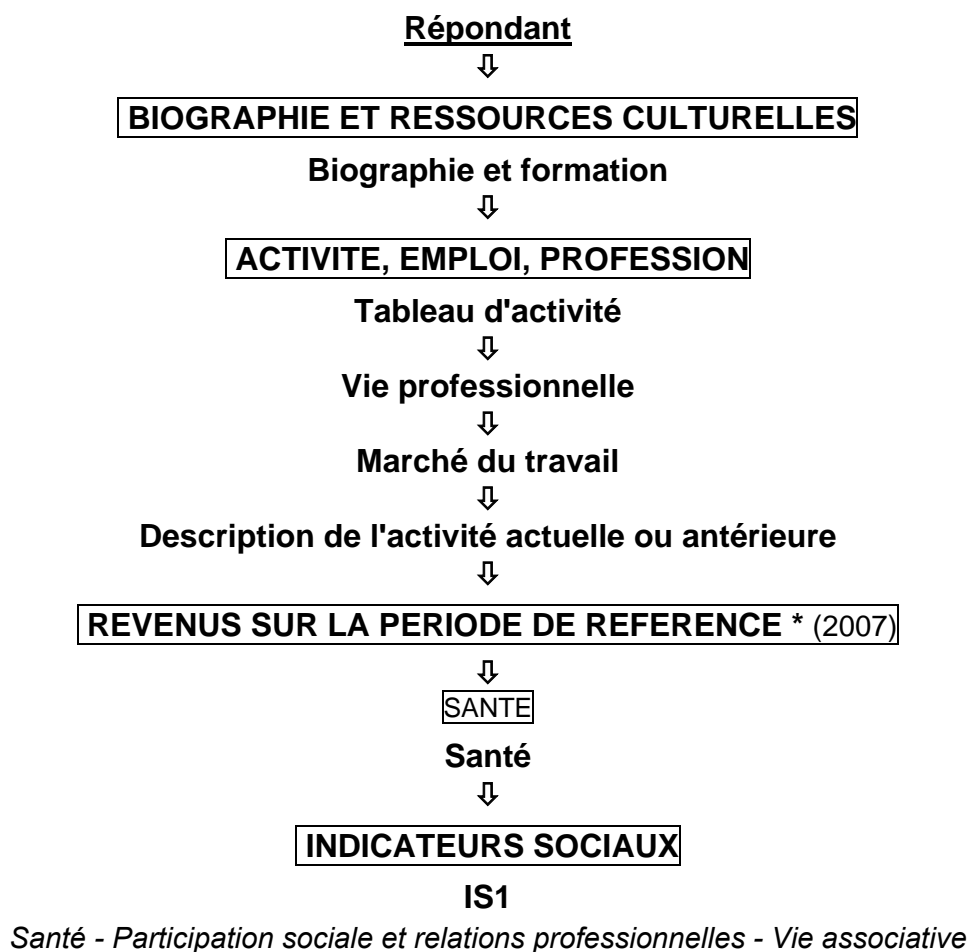 Répondant
⇩
BIOGRAPHIE ET RESSOURCES CULTURELLES
Biographie et formation
⇩
ACTIVITE, EMPLOI, PROFESSION
Tableau d'activité
⇩
Vie professionnelle
⇩
Marché du travail
⇩
Description de l'activité actuelle ou antérieure
⇩
REVENUS SUR LA PERIODE DE REFERENCE * (2007)
⇩
SANTE
Santé
⇩
INDICATEURS SOCIAUX
IS1
Santé - Participation sociale et relations professionnelles - Vie associative